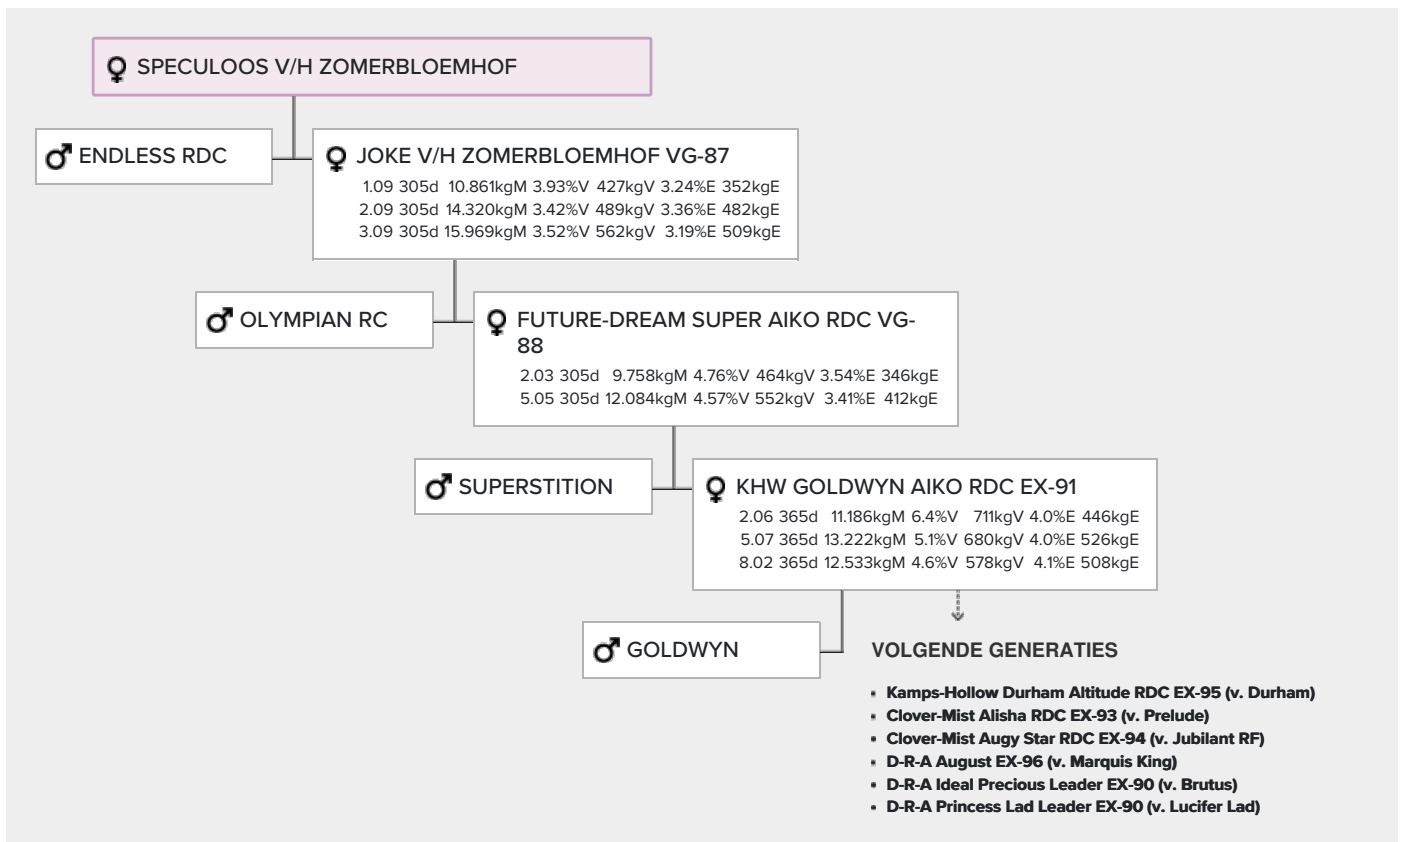 SPECULOOS V/H ZOMERBLOEMHOF
ENDLESS RDC
JOKE V/H ZOMERBLOEMHOF VG-87
1.09 305d 10.861kgM 3.93%V 427kgV 3.24%E 352kgE
2.09 305d 14.320kgM 3.42%V 489kgV 3.36%E 482kgE
3.09 305d 15.969kgM 3.52%V 562kgV 3.19%E 509kgE
OLYMPIAN RC
FUTURE-DREAM SUPER AIKO RDC VG-
88
2.03 305d 9.758kgM 4.76%V 464kgV 3.54%E 346kgE
5.05 305d 12.084kgM 4.57%V 552kgV 3.41%E 412kgE
SUPERSTITION
KHW GOLDWYN AIKO RDC EX-91
2.06 365d 11.186kgM 6.4%V 711kgV 4.0%E 446kgE
5.07 365d 13.222kgM 5.1%V 680kgV 4.0%E 526kgE
8.02 365d 12.533kgM 4.6%V 578kgV 4.1%E 508kgE
GOLDWYN
VOLGENDE GENERATIES
• Kamps-Hollow Durham Altitude RDC EX-95 (v. Durham)
• Clover-Mist Alisha RDC EX-93 (v. Prelude)
• Clover-Mist Augy Star RDC EX-94 (v. Jubilant RF)
• D-R-A August EX-96 (v. Marquis King)
• D-R-A Ideal Precious Leader EX-90 (v. Brutus)
• D-R-A Princess Lad Leader EX-90 (v. Lucifer Lad)